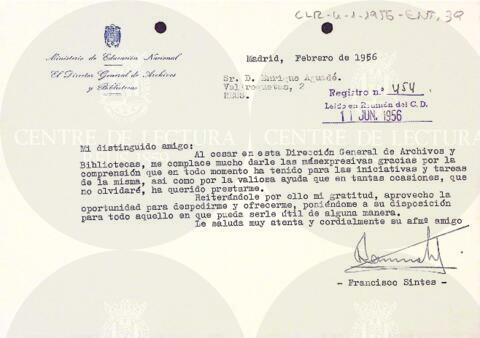 CLR-4-1-1956-ENT, 39
Ministerio de Educación Nacional
El Director General de Archivos
y Bibliotecas
Madrid, Febrero de 1956
Sr. D. Enrique Aguadé.
Valroquetas, 2
REUS.
Registro n.º 454
Leído en Reunión del C. D.
11 JUN. 1956
CENTRE DE LECTURA
Mi distinguido amigo:
Al cesar en esta Dirección General de Archivos y
Bibliotecas, me complace mucho darle las másexpresivas gracias por la
comprensión que en todo momento ha tenido para las iniciativas y tareas
de la misma, así como por la valiosa ayuda que en tantas ocasiones, que
no olvidaré, ha querido prestarme.
Reiterándole por ello mi gratitud, aprovecho la
oportunidad para despedirme y ofrecerme, poniéndome a su disposición
para todo aquello en que pueda serle útil de alguna manera.
Le saluda muy atenta y cordialmente su afmº amigo
- Francisco Sintes -